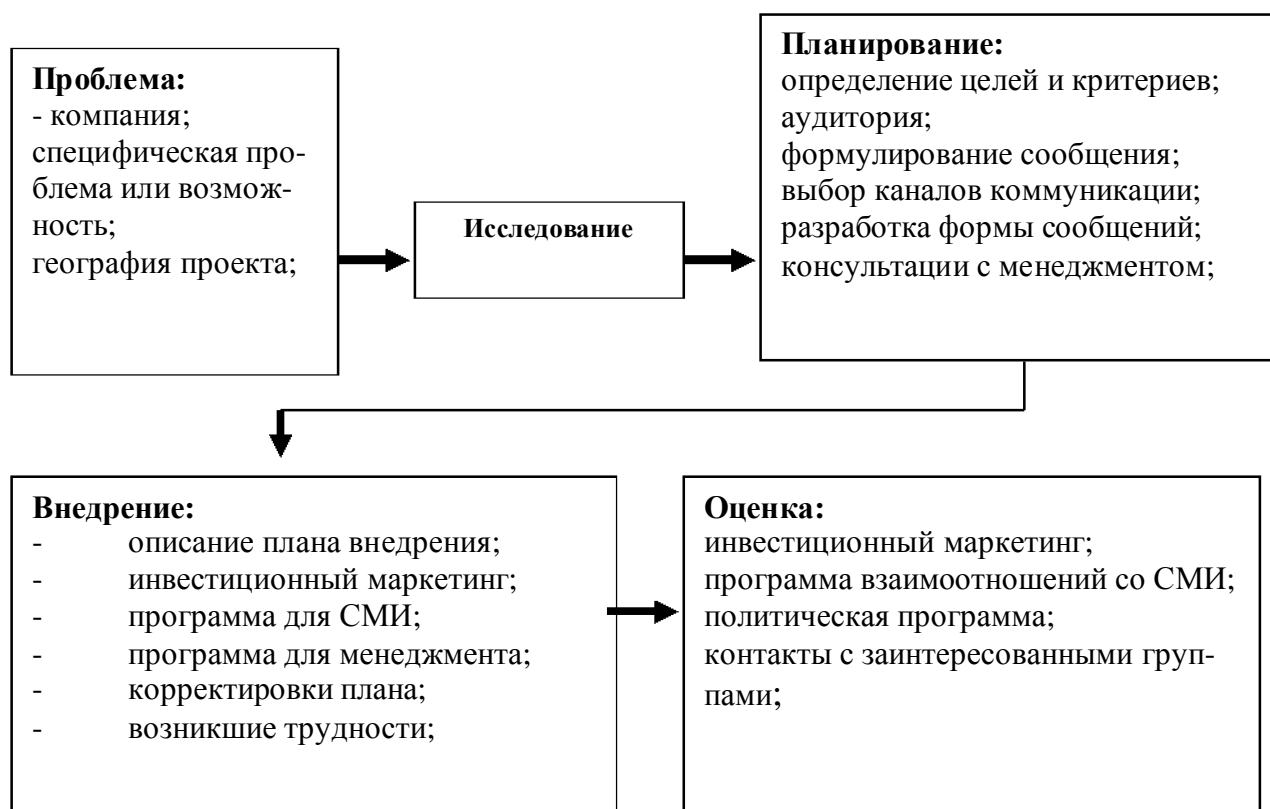 Проблема:
- компания;
специфическая про-
блема или возмож-
ность;
география проекта;
Исследование
Планирование:
определение целей и критериев;
аудитория;
формулирование сообщения;
выбор каналов коммуникации;
разработка формы сообщений;
консультации с менеджментом;
Внедрение:
- описание плана внедрения;
- инвестиционный маркетинг;
- программа для СМИ;
- программа для менеджмента;
- корректировки плана;
- возникшие трудности;
Оценка:
инвестиционный маркетинг;
программа взаимоотношений со СМИ;
политическая программа;
контакты с заинтересованными груп-
пами;